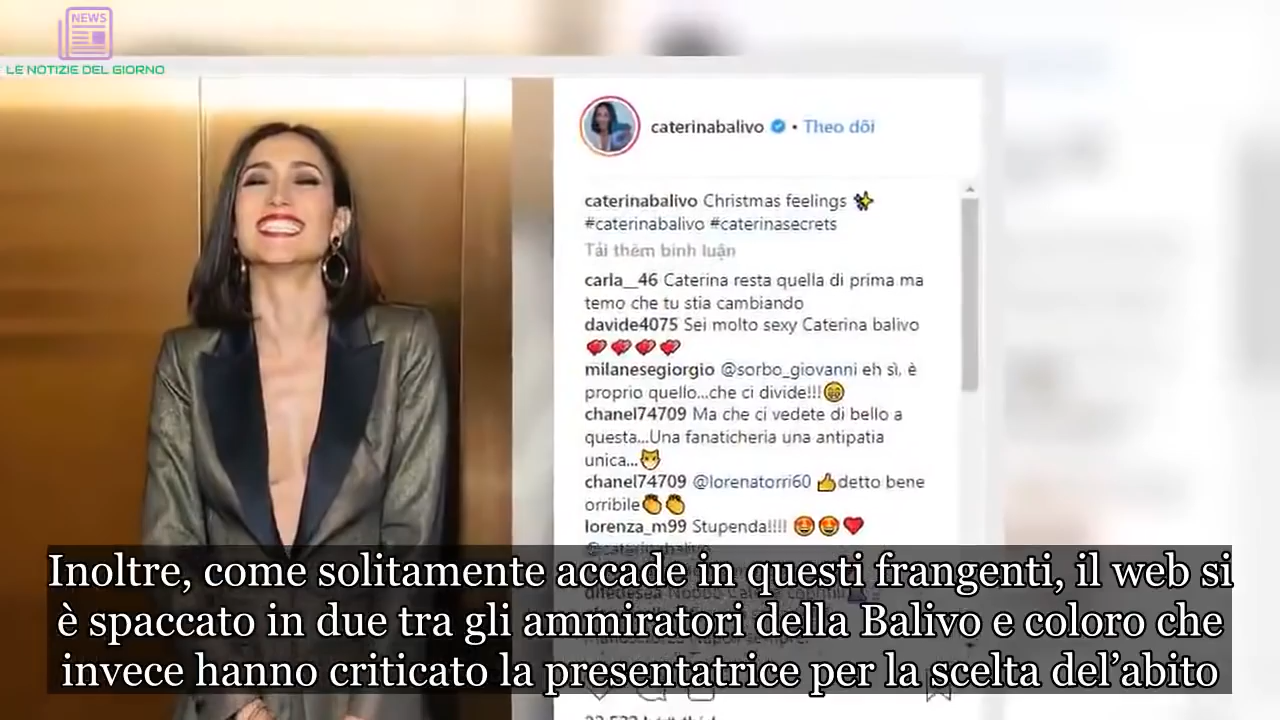 NEWS
LE NOTIZIE DEL GIORNO
caterinabalivo • Theo dõi
caterinabalivo Christmas feelings ✨
#caterinabalivo #caterinasecrets
Tải thêm bình luận
carla__46 Caterina resta quella di prima ma
temo che tu stia cambiando
davide4075 Sei molto sexy Caterina balivo
💞💞💞💞
milanesegiorgio @sorbo_giovanni eh sì, è
proprio quello...che ci divide!!!😁
chanel74709 Ma che ci vedete di bello a
questa...Una fanaticheria una antipatia
unica...😼
chanel74709 @lorenatorri60 👍detto bene
orribile👏👏
lorenza_m99 Stupenda!!!! 🤩🤩❤️
@caterinabalivo
Inoltre, come solitamente accade in questi frangenti, il web si
è spaccato in due tra gli ammiratori della Balivo e coloro che
invece hanno criticato la presentatrice per la scelta del’abito